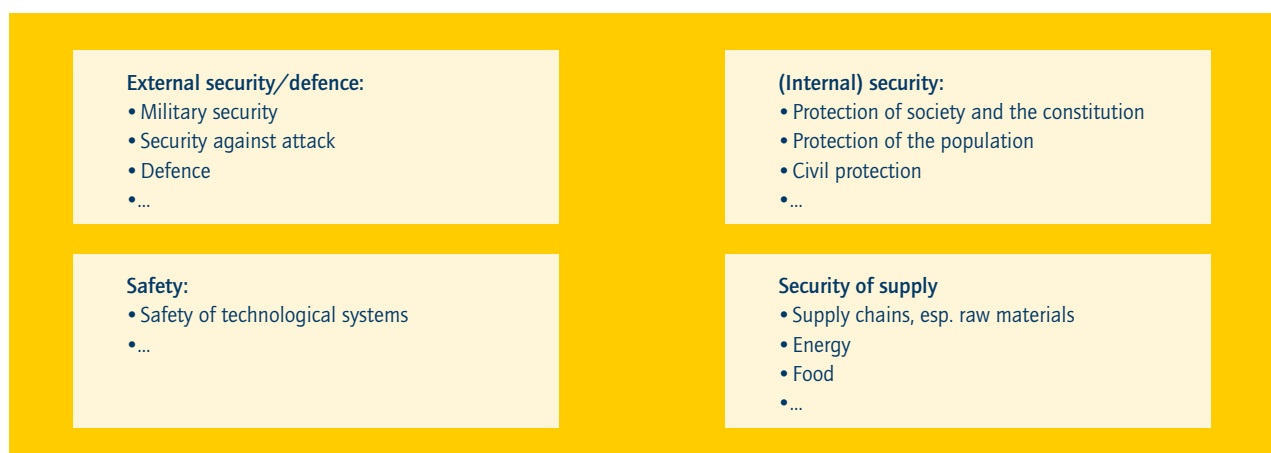 External security/defence:
• Military security
• Security against attack
• Defence
•...
(Internal) security:
• Protection of society and the constitution
• Protection of the population
• Civil protection
•...
Safety:
• Safety of technological systems
•...
Security of supply
• Supply chains, esp. raw materials
• Energy
• Food
•...